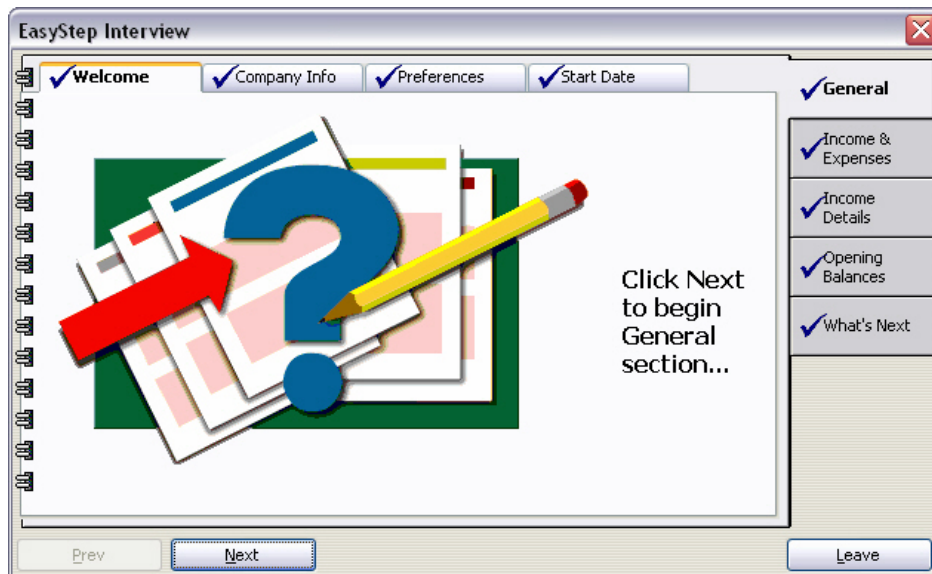 EasyStep Interview
Welcome
Company Info
Preferences
Start Date
General
Income &
Expenses
Income
Details
Opening
Balances
What's Next
Click Next
to begin
General
section...
Prev
Next
Leave